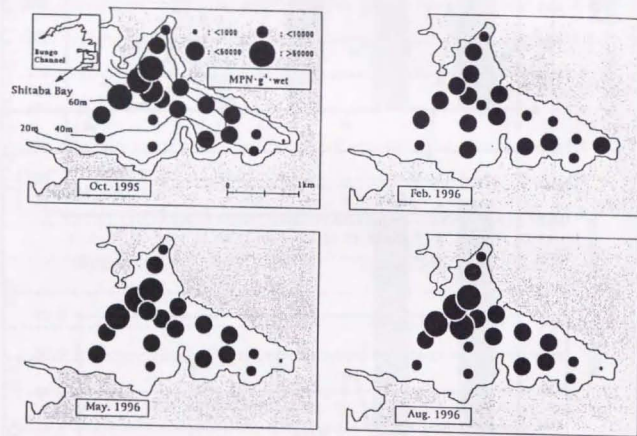 Bungo
Channel
Shitaba Bay
: <1000 : <10000
: <50000 : >50000
MPN·g⁻¹·wet
60m
20m 40m
Oct. 1995
0 1km
Feb. 1996
May. 1996
Aug. 1996